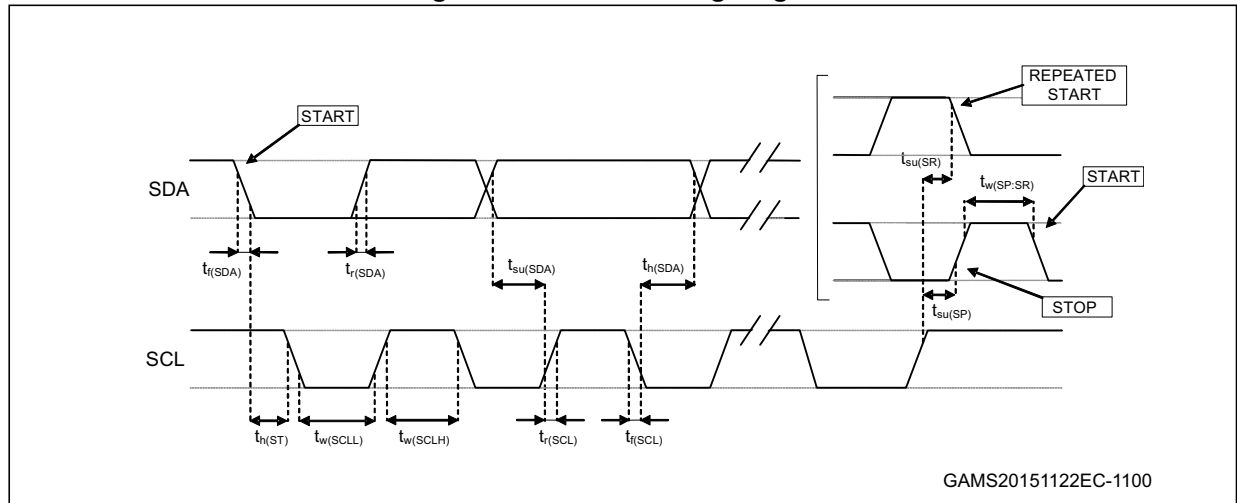 REPEATED
START
START
t_su(SR)
t_w(SP:SR)
START
SDA
t_f(SDA)
t_r(SDA)
t_su(SDA)
t_h(SDA)
t_su(SP)
STOP
SCL
t_h(ST)
t_w(SCLL)
t_w(SCLH)
t_r(SCL)
t_f(SCL)
GAMS20151122EC-1100